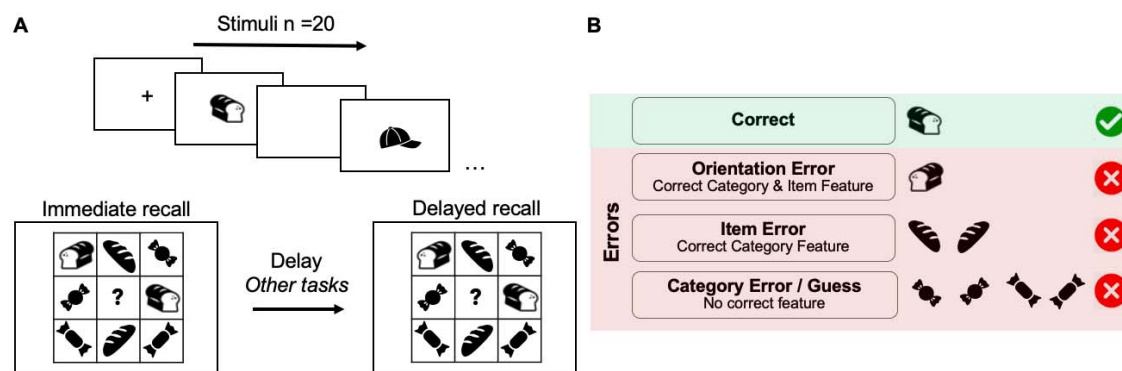 A
Stimuli n =20
+
...
Immediate recall
?
Delay
Other tasks
Delayed recall
?
B
Correct
Errors
Orientation Error
Correct Category & Item Feature
Item Error
Correct Category Feature
Category Error / Guess
No correct feature